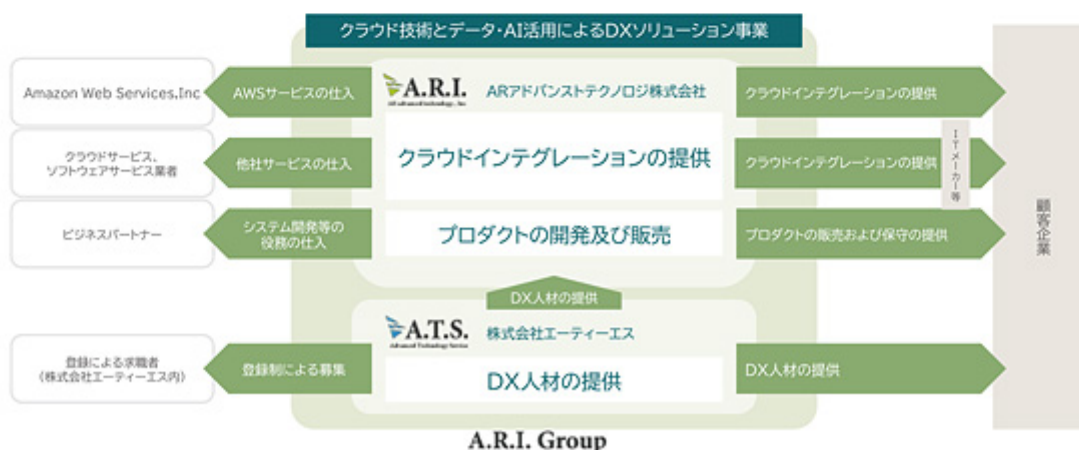 クラウド技術とデータ・AI活用によるDXソリューション事業
Amazon Web Services,Inc
AWSサービスの仕入
A.R.I.
AR advanced technology, Inc.
ARアドバンストテクノロジ株式会社
クラウドインテグレーションの提供
クラウドサービス、
ソフトウェアサービス業者
他社サービスの仕入
クラウドインテグレーションの提供
クラウドインテグレーションの提供
ITメーカー等
ビジネスパートナー
システム開発等の
役務の仕入
プロダクトの開発及び販売
プロダクトの販売および保守の提供
顧客企業
DX人材の提供
A.T.S.
Advanced Technology Service
株式会社エーティーエス
登録による求職者
(株式会社エーティーエス内)
登録制による募集
DX人材の提供
DX人材の提供
A.R.I. Group